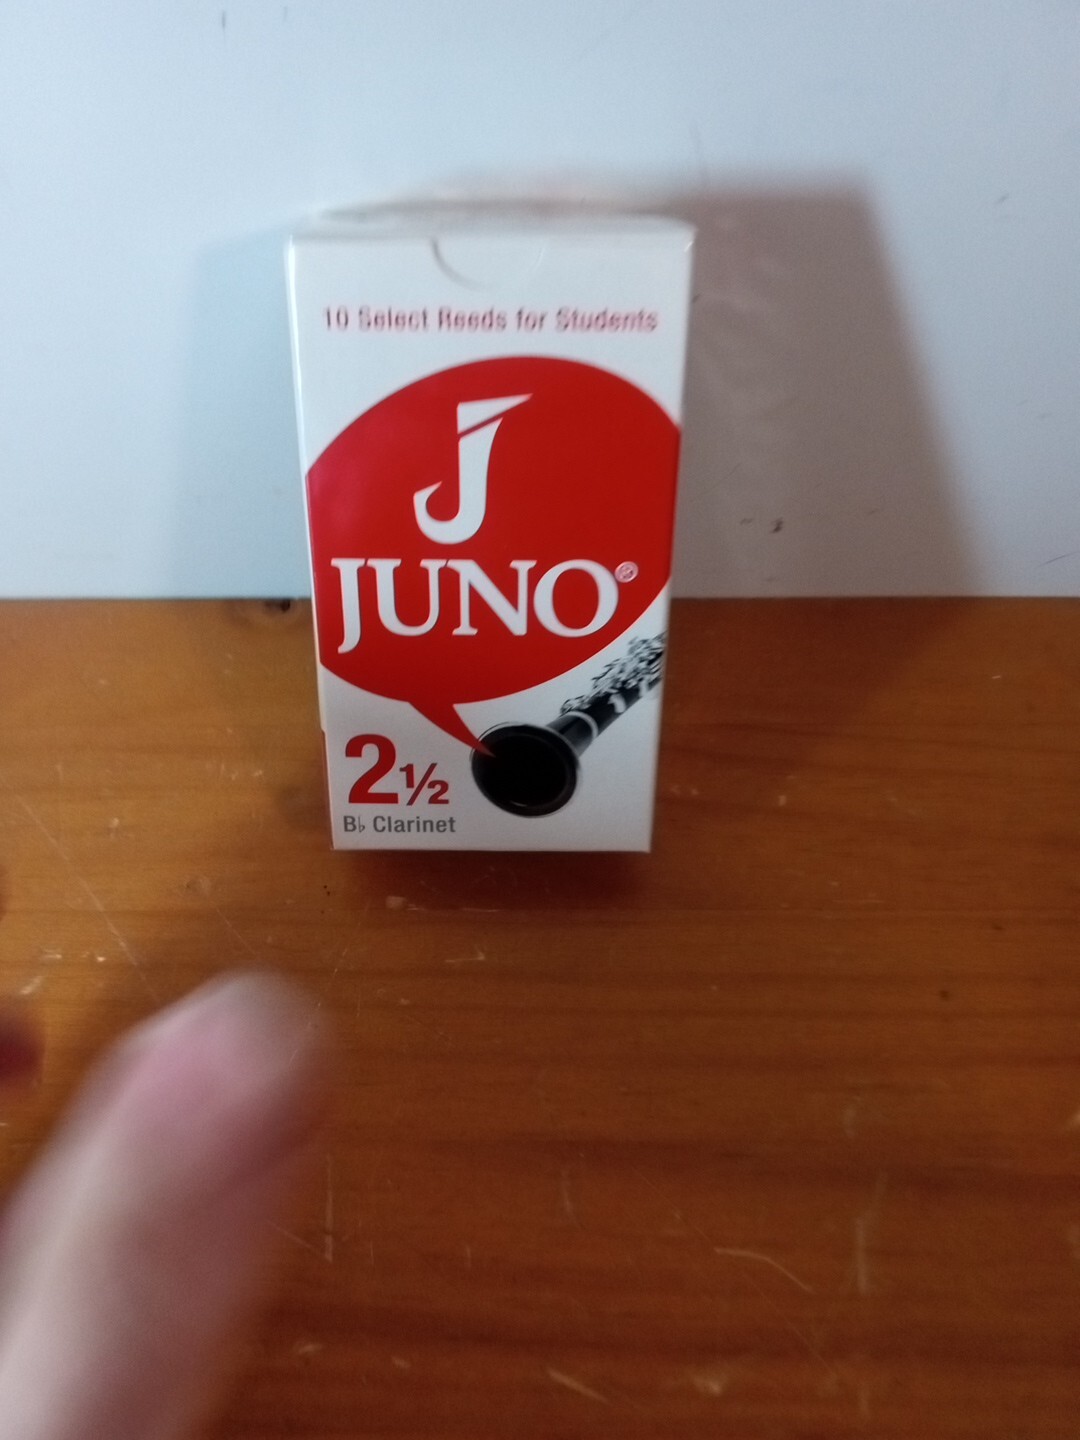 10 Select Reeds for Students
J
JUNO®
2½
B♭ Clarinet